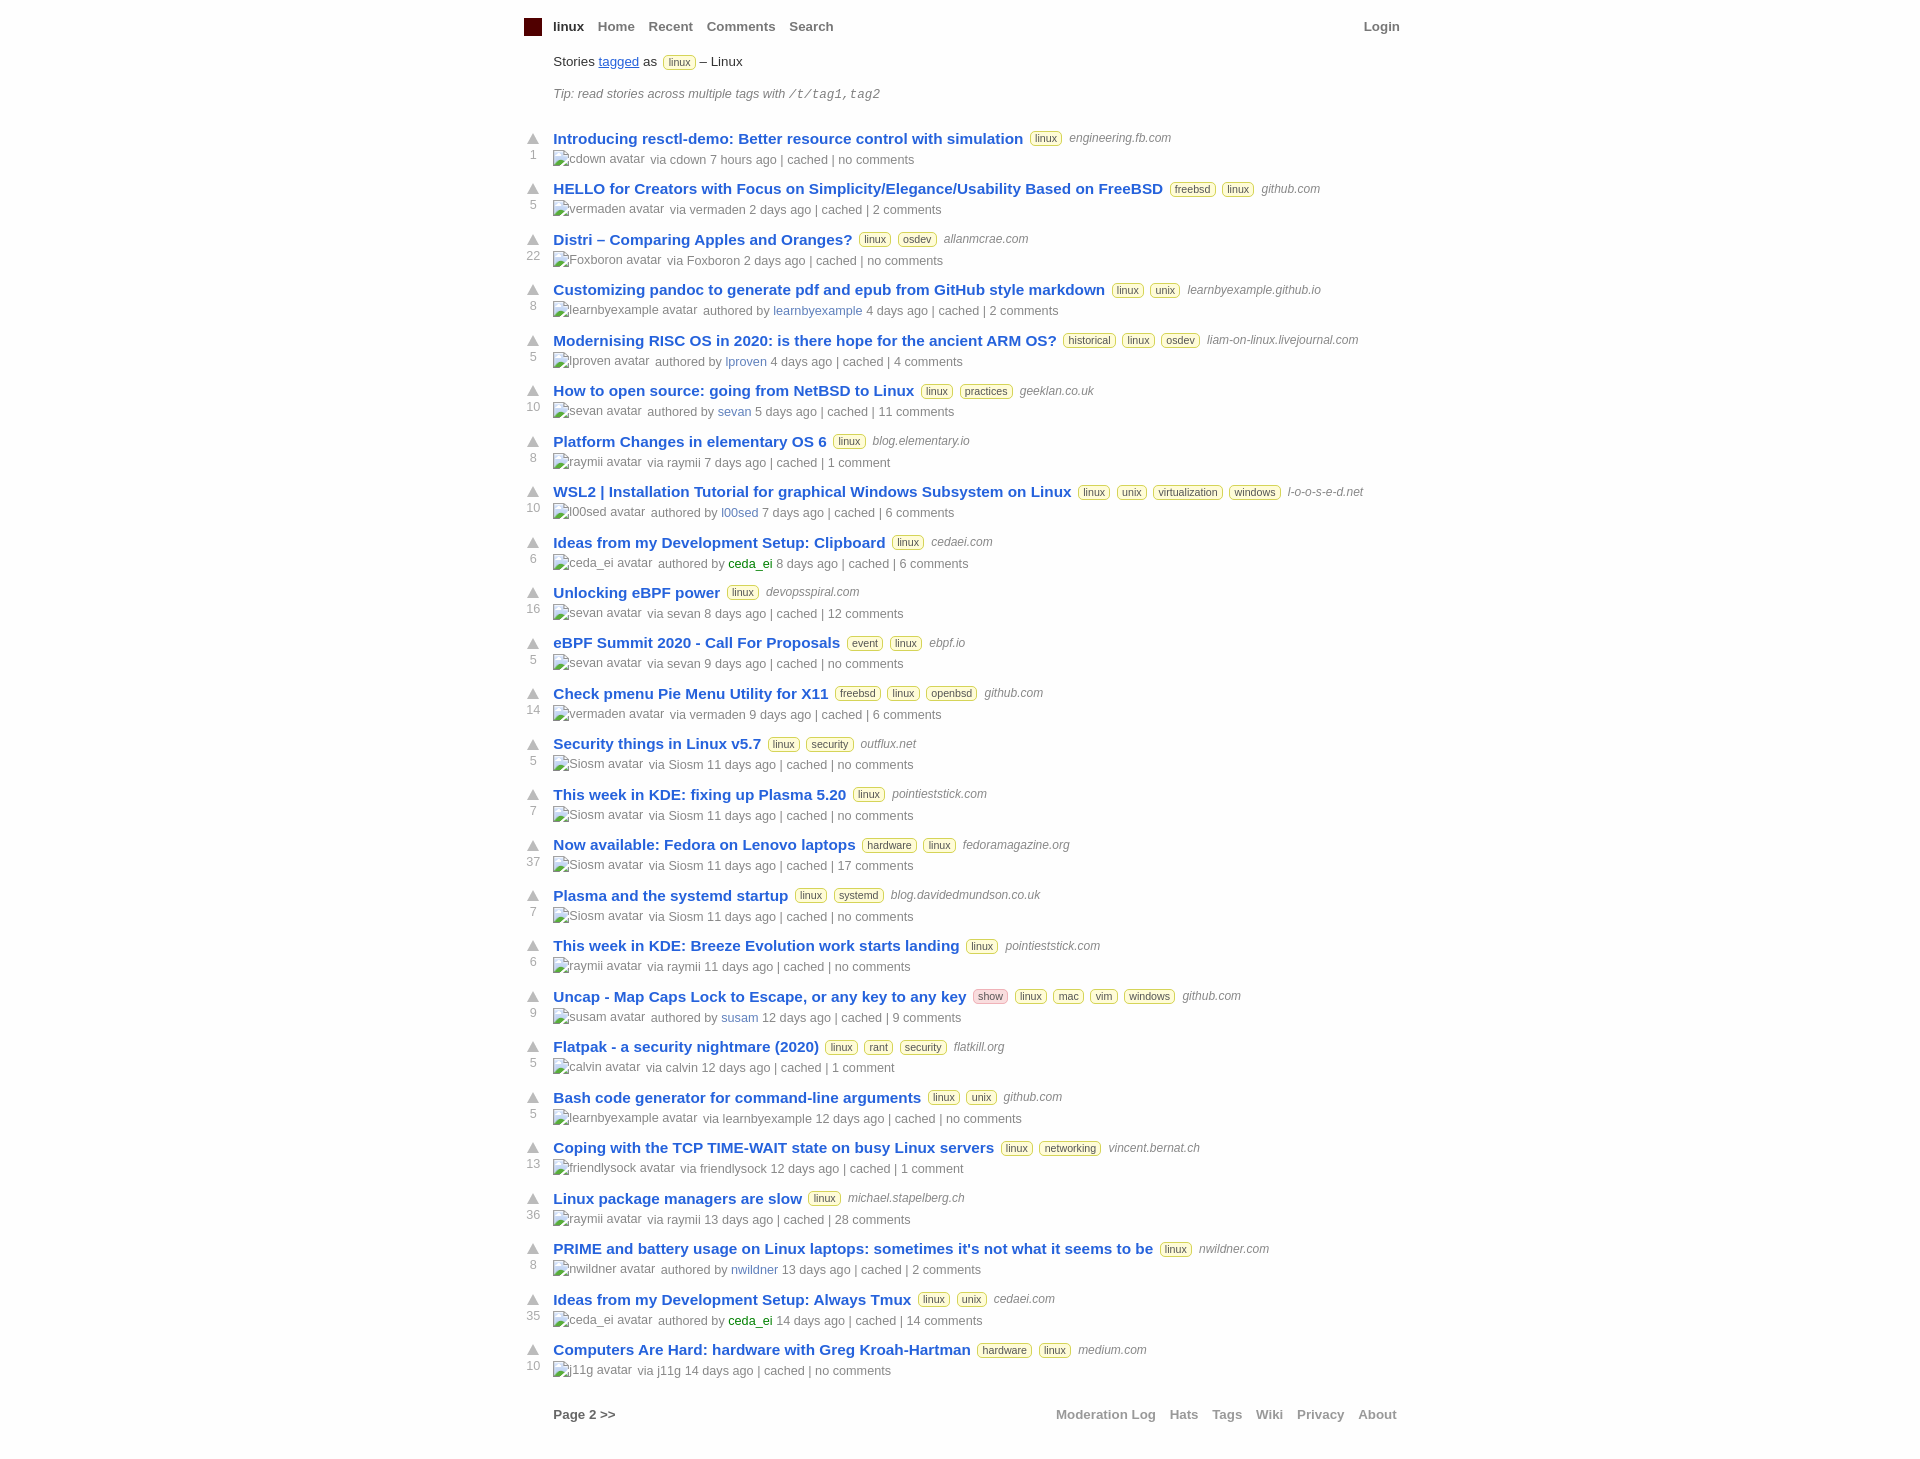 linux Home Recent Comments Search Login
Stories tagged as linux – Linux
Tip: read stories across multiple tags with /t/tag1,tag2
Introducing resctl-demo: Better resource control with simulation linux engineering.fb.com
1 cdown avatar via cdown 7 hours ago | cached | no comments
HELLO for Creators with Focus on Simplicity/Elegance/Usability Based on FreeBSD freebsd linux github.com
5 vermaden avatar via vermaden 2 days ago | cached | 2 comments
Distri – Comparing Apples and Oranges? linux osdev allanmcrae.com
22 Foxboron avatar via Foxboron 2 days ago | cached | no comments
Customizing pandoc to generate pdf and epub from GitHub style markdown linux unix learnbyexample.github.io
8 learnbyexample avatar authored by learnbyexample 4 days ago | cached | 2 comments
Modernising RISC OS in 2020: is there hope for the ancient ARM OS? historical linux osdev liam-on-linux.livejournal.com
5 lproven avatar authored by lproven 4 days ago | cached | 4 comments
How to open source: going from NetBSD to Linux linux practices geeklan.co.uk
10 sevan avatar authored by sevan 5 days ago | cached | 11 comments
Platform Changes in elementary OS 6 linux blog.elementary.io
8 raymii avatar via raymii 7 days ago | cached | 1 comment
WSL2 | Installation Tutorial for graphical Windows Subsystem on Linux linux unix virtualization windows l-o-o-s-e-d.net
10 l00sed avatar authored by l00sed 7 days ago | cached | 6 comments
Ideas from my Development Setup: Clipboard linux cedaei.com
6 ceda_ei avatar authored by ceda_ei 8 days ago | cached | 6 comments
Unlocking eBPF power linux devopsspiral.com
16 sevan avatar via sevan 8 days ago | cached | 12 comments
eBPF Summit 2020 - Call For Proposals event linux ebpf.io
5 sevan avatar via sevan 9 days ago | cached | no comments
Check pmenu Pie Menu Utility for X11 freebsd linux openbsd github.com
14 vermaden avatar via vermaden 9 days ago | cached | 6 comments
Security things in Linux v5.7 linux security outflux.net
5 Siosm avatar via Siosm 11 days ago | cached | no comments
This week in KDE: fixing up Plasma 5.20 linux pointieststick.com
7 Siosm avatar via Siosm 11 days ago | cached | no comments
Now available: Fedora on Lenovo laptops hardware linux fedoramagazine.org
37 Siosm avatar via Siosm 11 days ago | cached | 17 comments
Plasma and the systemd startup linux systemd blog.davidedmundson.co.uk
7 Siosm avatar via Siosm 11 days ago | cached | no comments
This week in KDE: Breeze Evolution work starts landing linux pointieststick.com
6 raymii avatar via raymii 11 days ago | cached | no comments
Uncap - Map Caps Lock to Escape, or any key to any key show linux mac vim windows github.com
9 susam avatar authored by susam 12 days ago | cached | 9 comments
Flatpak - a security nightmare (2020) linux rant security flatkill.org
5 calvin avatar via calvin 12 days ago | cached | 1 comment
Bash code generator for command-line arguments linux unix github.com
5 learnbyexample avatar via learnbyexample 12 days ago | cached | no comments
Coping with the TCP TIME-WAIT state on busy Linux servers linux networking vincent.bernat.ch
13 friendlysock avatar via friendlysock 12 days ago | cached | 1 comment
Linux package managers are slow linux michael.stapelberg.ch
36 raymii avatar via raymii 13 days ago | cached | 28 comments
PRIME and battery usage on Linux laptops: sometimes it's not what it seems to be linux nwildner.com
8 nwildner avatar authored by nwildner 13 days ago | cached | 2 comments
Ideas from my Development Setup: Always Tmux linux unix cedaei.com
35 ceda_ei avatar authored by ceda_ei 14 days ago | cached | 14 comments
Computers Are Hard: hardware with Greg Kroah-Hartman hardware linux medium.com
10 j11g avatar via j11g 14 days ago | cached | no comments
Page 2 >> Moderation Log Hats Tags Wiki Privacy About